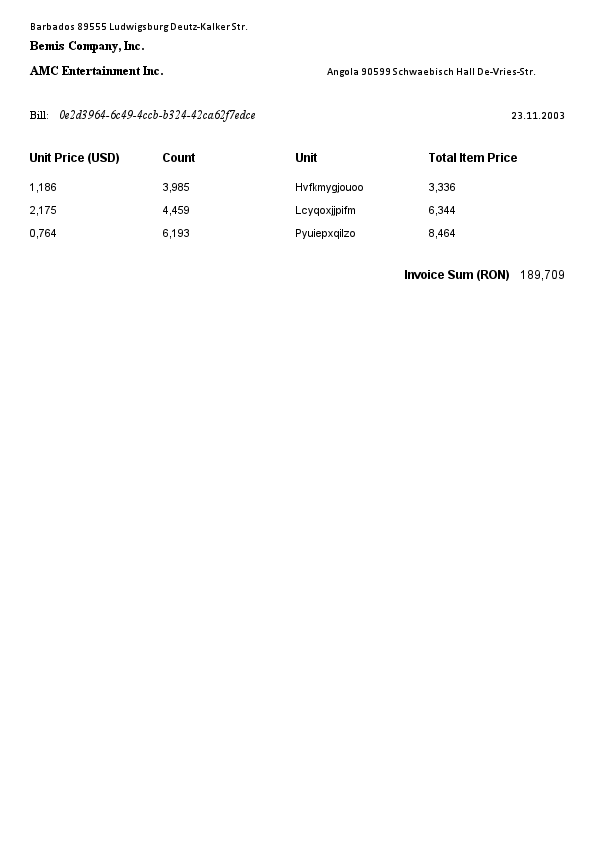 Barbados 89555 Ludwigsburg Deutz-Kalker Str.
Bemis Company, Inc.
AMC Entertainment Inc. Angola 90599 Schwaebisch Hall De-Vries-Str.
Bill: 0e2d3964-6c49-4ccb-b324-42ca62f7edce 23.11.2003
Unit Price (USD) Count Unit Total Item Price
1,186 3,985 Hvfkmygjouoo 3,336
2,175 4,459 Lcyqoxjjpifm 6,344
0,764 6,193 Pyuiepxqilzo 8,464
Invoice Sum (RON) 189,709